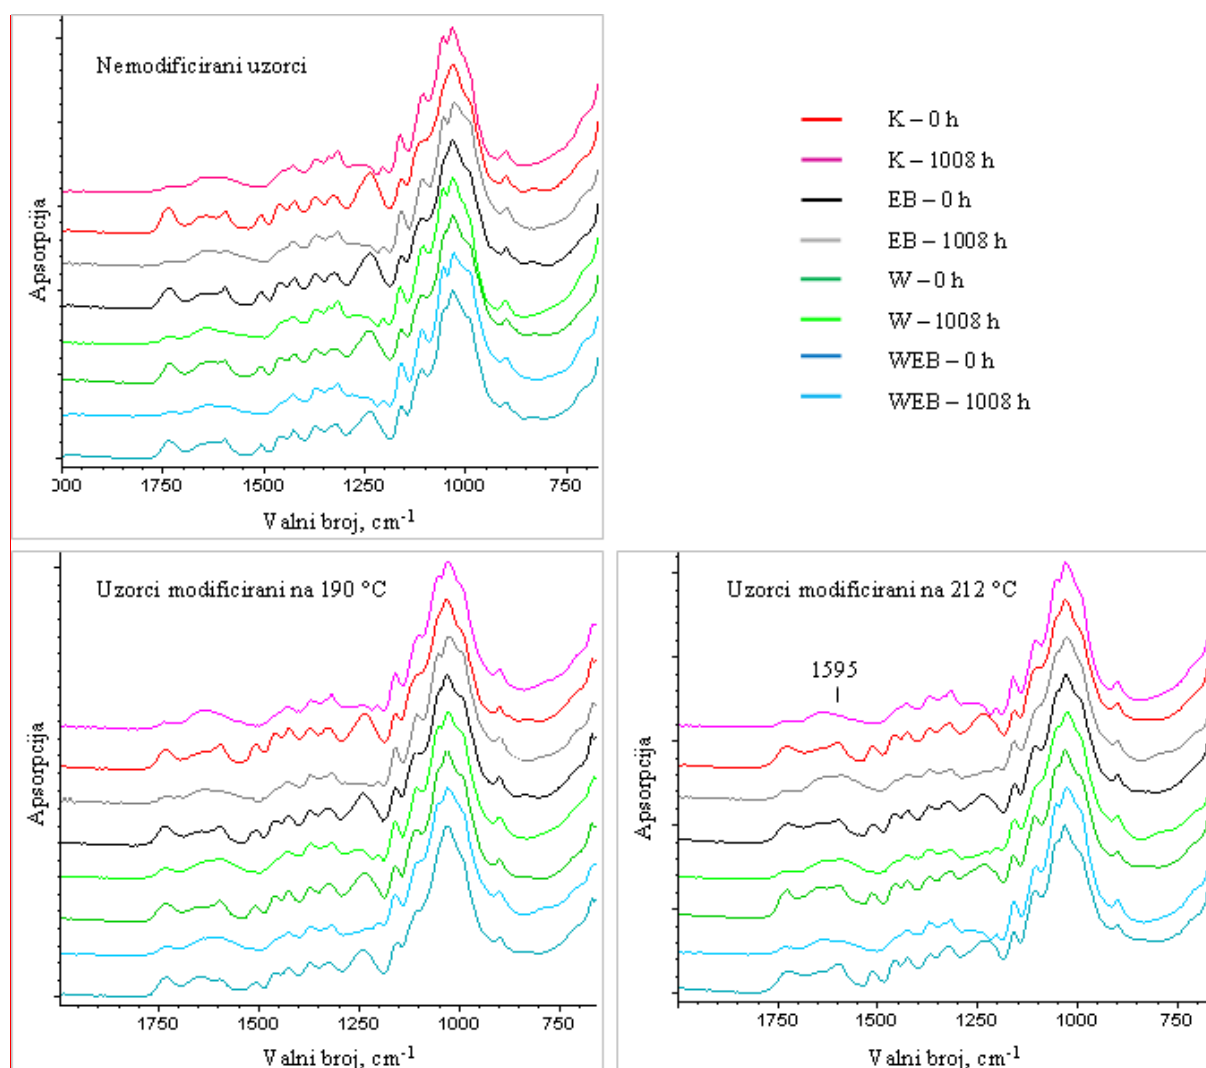 Nemodificirani uzorci
Apsorpcija
000 1750 1500 1250 1000 750
Valni broj, cm-1
K – 0 h
K – 1008 h
EB – 0 h
EB – 1008 h
W – 0 h
W – 1008 h
WEB – 0 h
WEB – 1008 h
Uzorci modificirani na 190 °C
Apsorpcija
1750 1500 1250 1000 750
Valni broj, cm-1
Uzorci modificirani na 212 °C
1595
Apsorpcija
1750 1500 1250 1000 750
Valni broj, cm-1